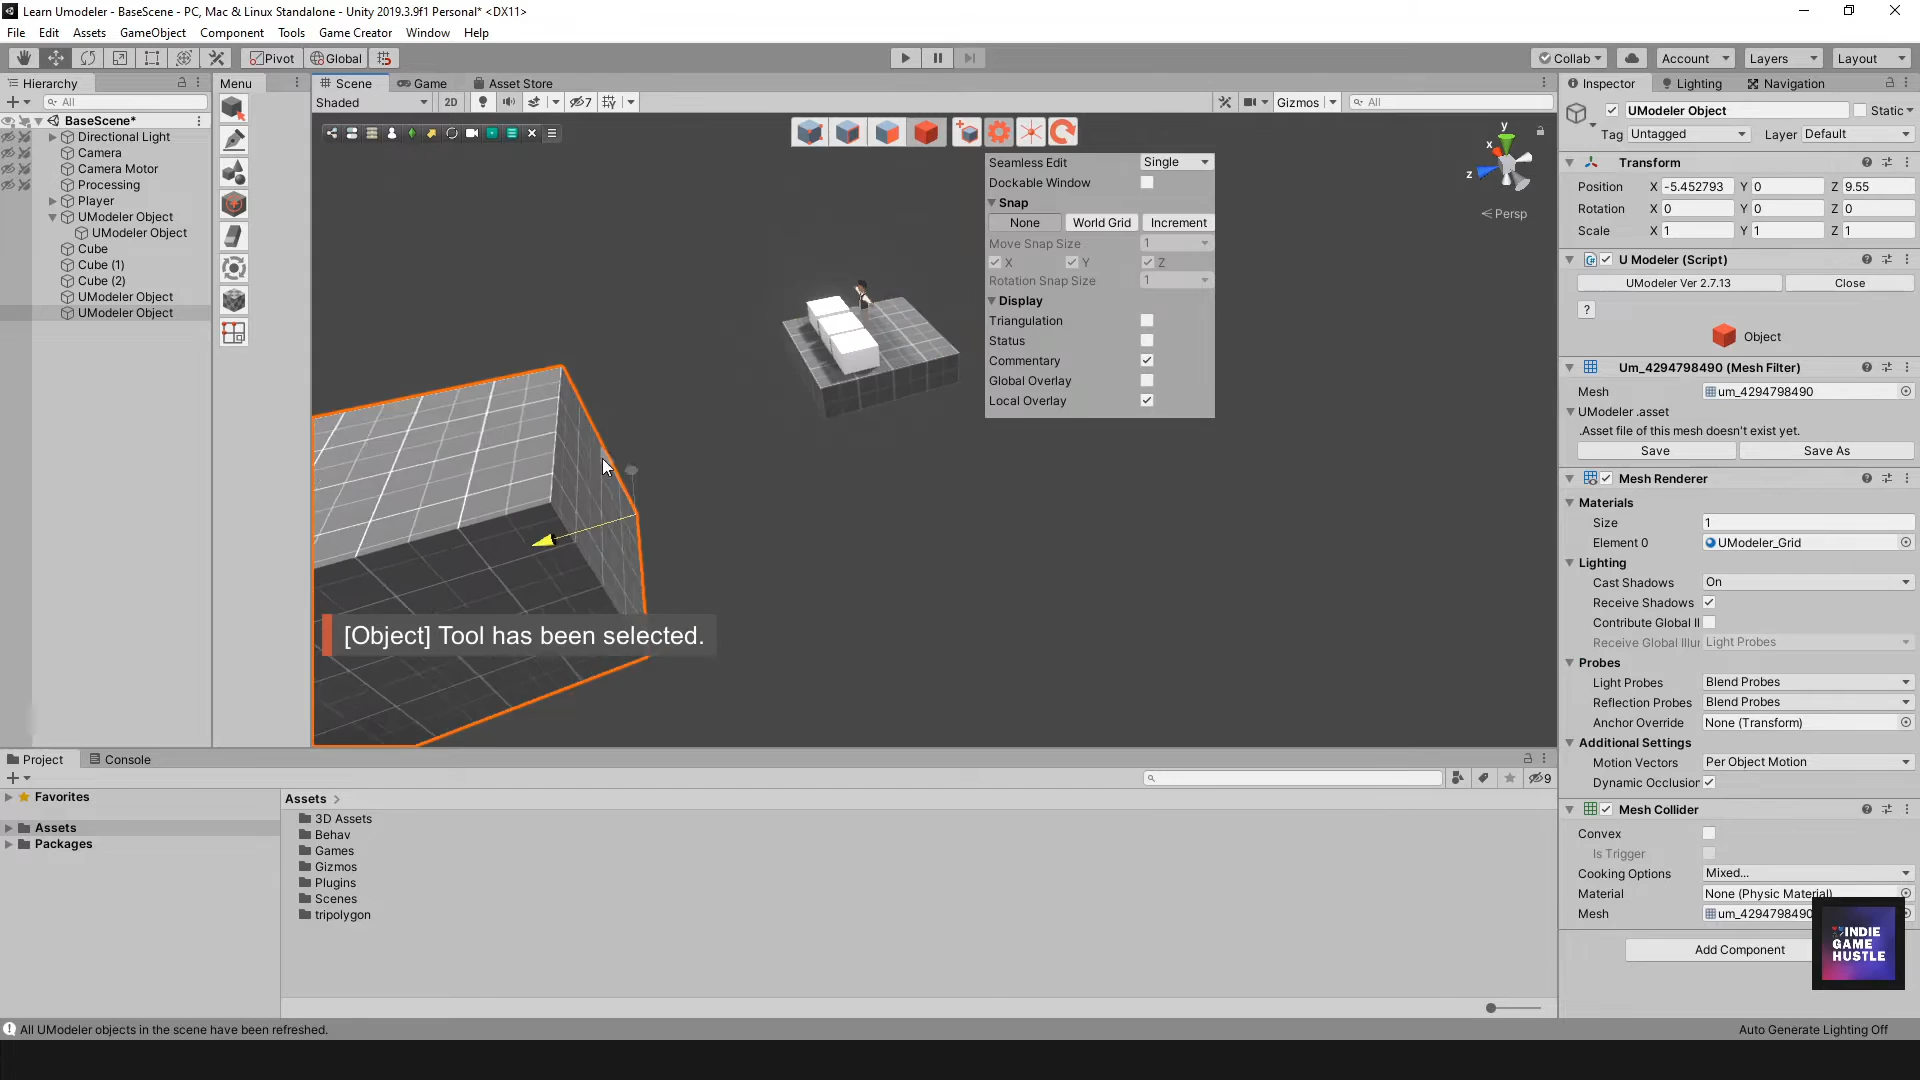 Learn Umodeler - BaseScene - PC, Mac & Linux Standalone - Unity 2019.3.9f1 Personal* <DX11>
File Edit Assets GameObject Component Tools Game Creator Window Help
Pivot Global Collab Account Layers Layout
Hierarchy Menu Scene Game Asset Store Inspector Lighting Navigation
All Shaded 2D 7 Gizmos All
BaseScene*
Directional Light
Camera
Camera Motor
Processing
Player
UModeler Object
UModeler Object
Cube
Cube (1)
Cube (2)
UModeler Object
UModeler Object
Seamless Edit Single
Dockable Window
Snap
None World Grid Increment
Move Snap Size 1
X Y Z
Rotation Snap Size 1
Display
Triangulation
Status
Commentary
Global Overlay
Local Overlay
y
x
z
Persp
[Object] Tool has been selected.
UModeler Object Static
Tag Untagged Layer Default
Transform
Position X -5.452793 Y 0 Z 9.55
Rotation X 0 Y 0 Z 0
Scale X 1 Y 1 Z 1
U Modeler (Script)
UModeler Ver 2.7.13 Close
?
Object
Um_4294798490 (Mesh Filter)
Mesh um_4294798490
UModeler .asset
.Asset file of this mesh doesn't exist yet.
Save Save As
Mesh Renderer
Materials
Size 1
Element 0 UModeler_Grid
Lighting
Cast Shadows On
Receive Shadows
Contribute Global Il
Receive Global Illur Light Probes
Probes
Light Probes Blend Probes
Reflection Probes Blend Probes
Anchor Override None (Transform)
Additional Settings
Motion Vectors Per Object Motion
Dynamic Occlusion
Mesh Collider
Convex
Is Trigger
Cooking Options Mixed...
Material None (Physic Material)
Mesh um_4294798490
Add Component
INDIE
GAME
HUSTLE
Project Console
9
Favorites
Assets
Packages
Assets >
3D Assets
Behav
Games
Gizmos
Plugins
Scenes
tripolygon
All UModeler objects in the scene have been refreshed.
Auto Generate Lighting Off